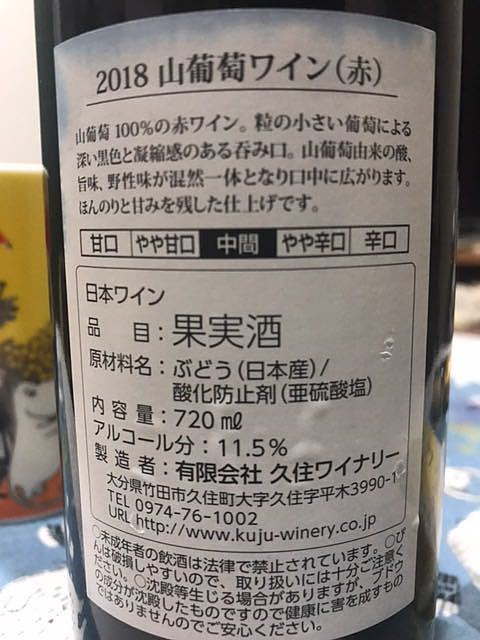 2018 山葡萄ワイン(赤)
山葡萄 100%の赤ワイン。粒の小さい葡萄による
深い黒色と凝縮感のある呑み口。山葡萄由来の酸、
旨味、野性味が混然一体となり口中に広がります。
ほんのりと甘みを残した仕上げです。
甘口 やや甘口 中間 やや辛口 辛口
日本ワイン
品 目:果実酒
原材料名:ぶどう(日本産)/
酸化防止剤(亜硫酸塩)
内容量:720㎖
アルコール分:11.5%
製造者:有限会社 久住ワイナリー
大分県竹田市久住町大字久住字平木3990-1
TEL 0974-76-1002
URL http://www.kuju-winery.co.jp
○未成年者の飲酒は法律で禁止されています。○び
んは破損しやすいので、取り扱いには十分ご注意く
ださい。○沈殿等生じる場合がありますが、ブドウ
の成分が沈殿したものですので健康に害を成すもの
ではありませんのでご安心ください。